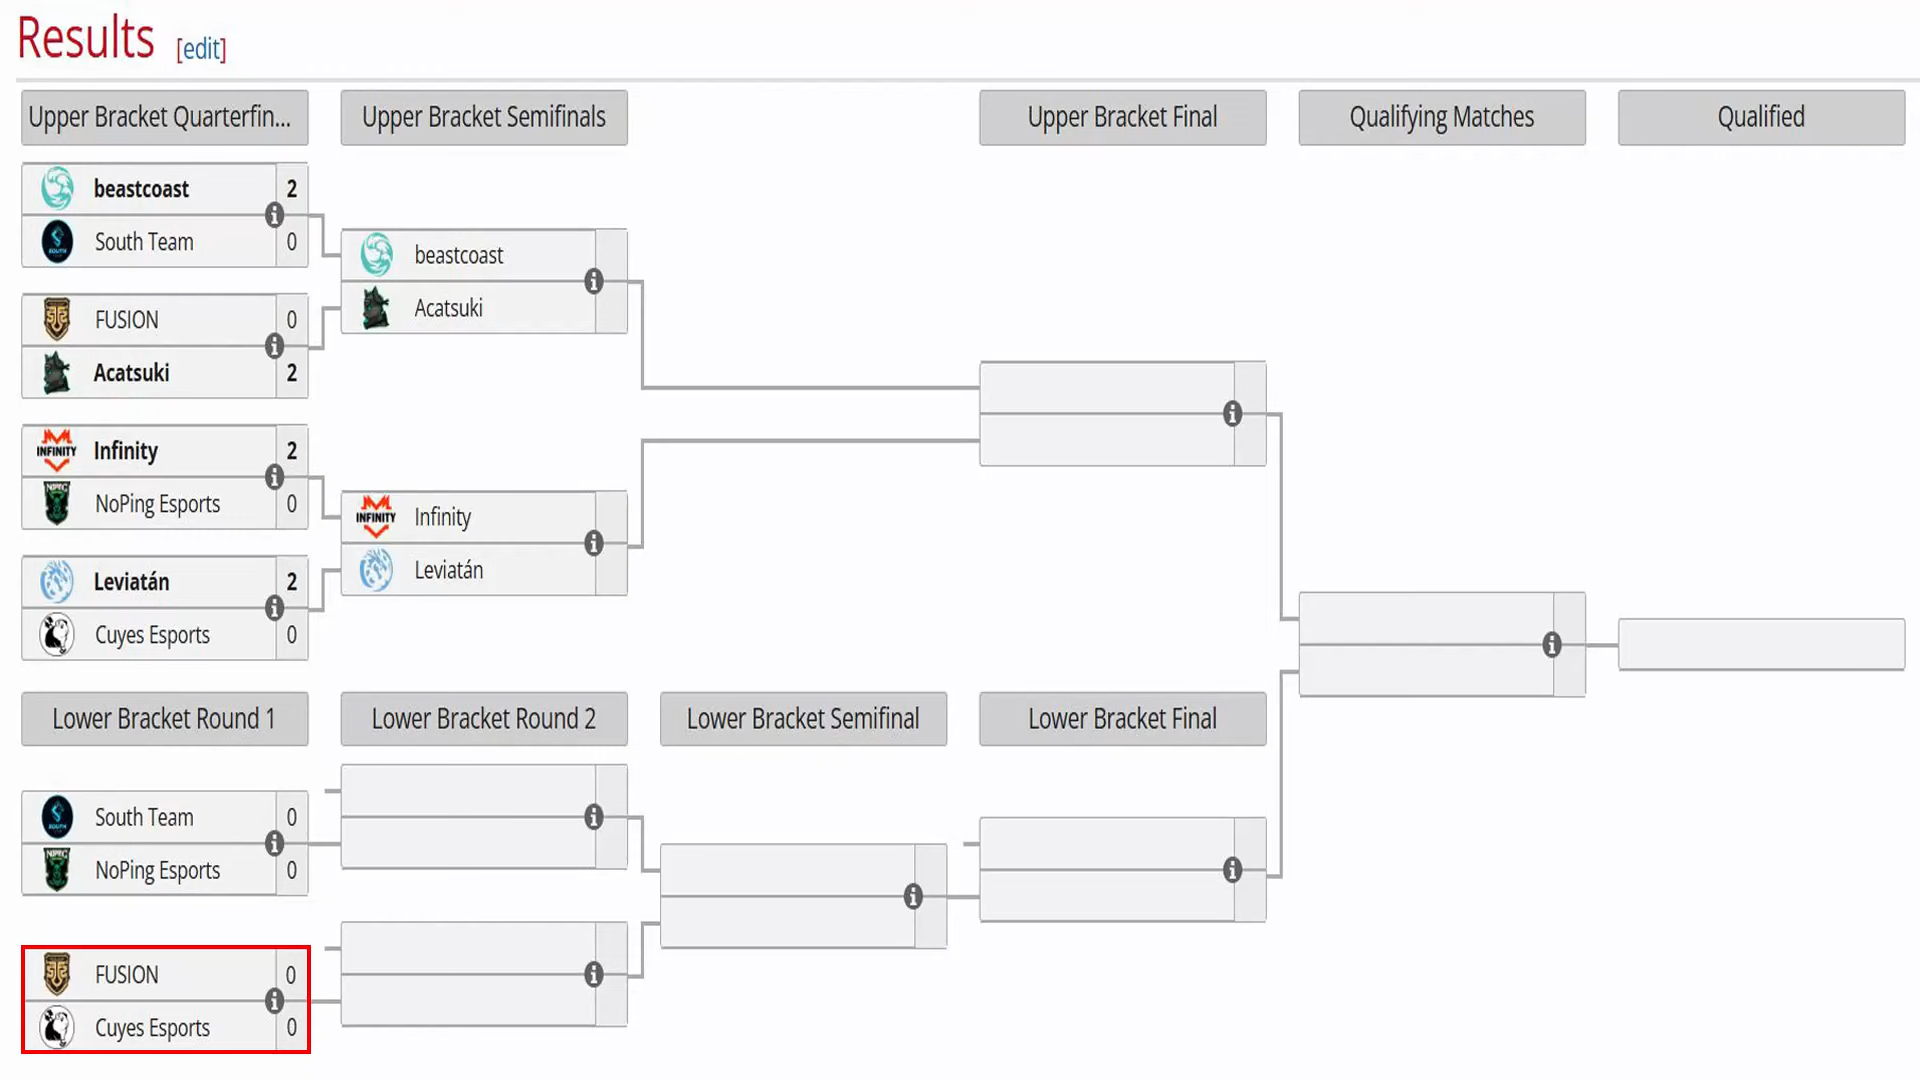 Results [edit]
Upper Bracket Quarterfin...
Upper Bracket Semifinals
Upper Bracket Final
Qualifying Matches
Qualified
beastcoast 2
South Team 0
FUSION 0
Acatsuki 2
INFINITY Infinity 2
NoPing Esports 0
Leviatán 2
Cuyes Esports 0
beastcoast
Acatsuki
INFINITY Infinity
Leviatán
Lower Bracket Round 1
Lower Bracket Round 2
Lower Bracket Semifinal
Lower Bracket Final
South Team 0
NoPing Esports 0
FUSION 0
Cuyes Esports 0